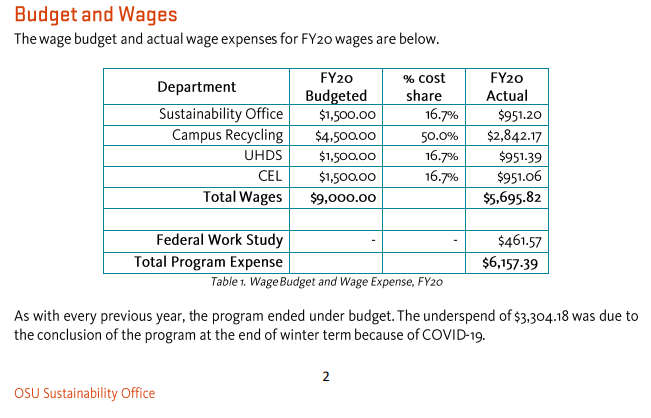 Budget and Wages
The wage budget and actual wage expenses for FY20 wages are below.
Department FY20 Budgeted % cost share FY20 Actual
Sustainability Office $1,500.00 16.7% $951.20
Campus Recycling $4,500.00 50.0% $2,842.17
UHDS $1,500.00 16.7% $951.39
CEL $1,500.00 16.7% $951.06
Total Wages $9,000.00 $5,695.82
Federal Work Study - - $461.57
Total Program Expense $6,157.39
Table 1. Wage Budget and Wage Expense, FY20
As with every previous year, the program ended under budget. The underspend of $3,304.18 was due to
the conclusion of the program at the end of winter term because of COVID-19.
2
OSU Sustainability Office